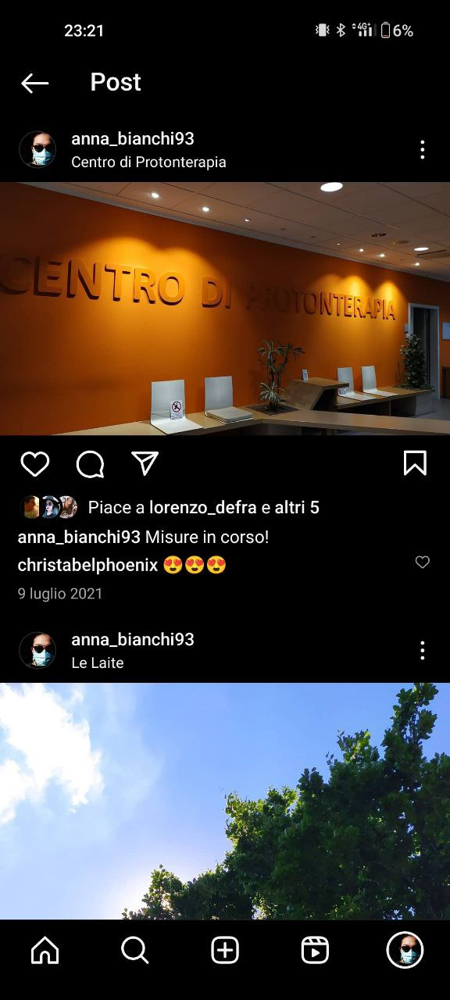 23:21
4G+
6%
Post
anna_bianchi93
Centro di Protonterapia
CENTRO DI PROTONTERAPIA
Piace a lorenzo_defra e altri 5
anna_bianchi93 Misure in corso!
christabelphoenix 😍😍😍
9 luglio 2021
anna_bianchi93
Le Laite